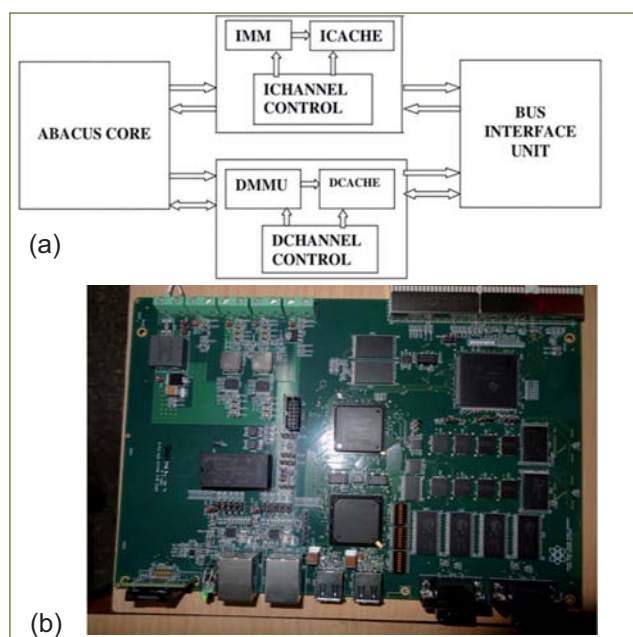 IMM
ICACHE
ICHANNEL
CONTROL
ABACUS CORE
BUS
INTERFACE
UNIT
DMMU
DCACHE
DCHANNEL
CONTROL
(a)
(b)